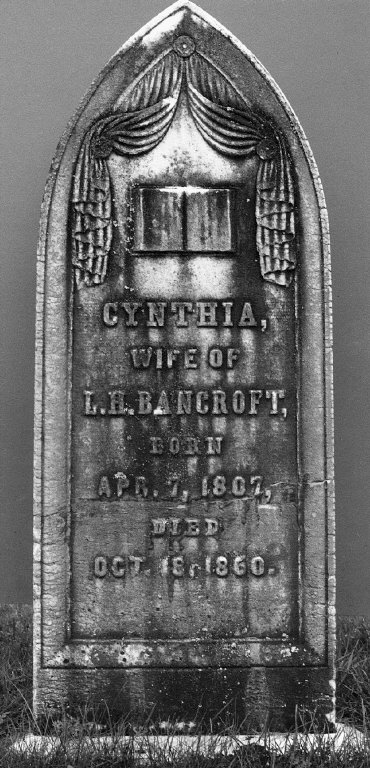 CYNTHIA,
WIFE OF
L.H. BANCROFT,
BORN
APR. 7, 1807,
DIED
OCT. 18, 1860.